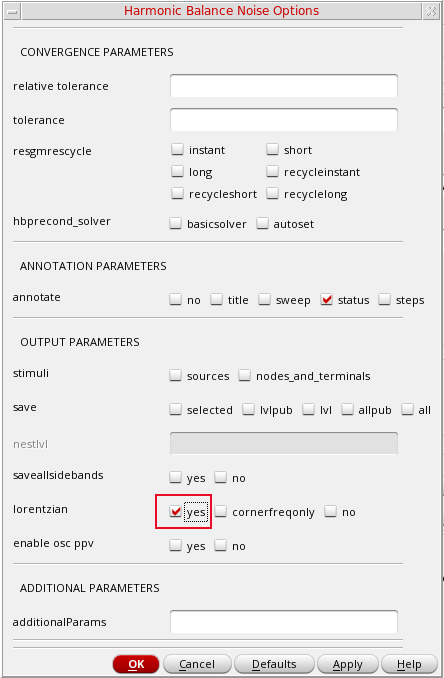 Harmonic Balance Noise Options
CONVERGENCE PARAMETERS
relative tolerance
tolerance
resgmrescycle instant short
long recycleinstant
recycleshort recyclelong
hbprecond_solver basicsolver autoset
ANNOTATION PARAMETERS
annotate no title sweep status steps
OUTPUT PARAMETERS
stimuli sources nodes_and_terminals
save selected lvlpub lvl allpub all
nestlvl
saveallsidebands yes no
lorentzian yes cornerfreqonly no
enable osc ppv yes no
ADDITIONAL PARAMETERS
additionalParams
OK Cancel Defaults Apply Help